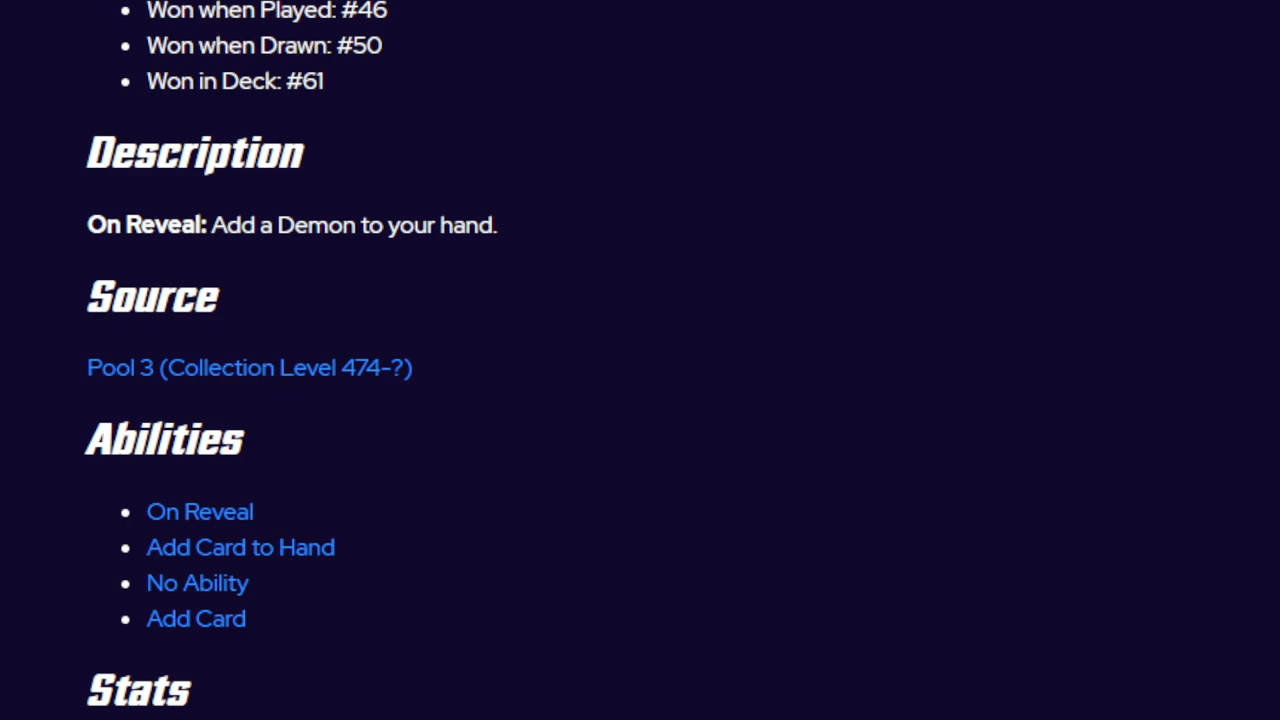 Won when Played: #46
Won when Drawn: #50
Won in Deck: #61
Description
On Reveal: Add a Demon to your hand.
Source
Pool 3 (Collection Level 474-?)
Abilities
On Reveal
Add Card to Hand
No Ability
Add Card
Stats